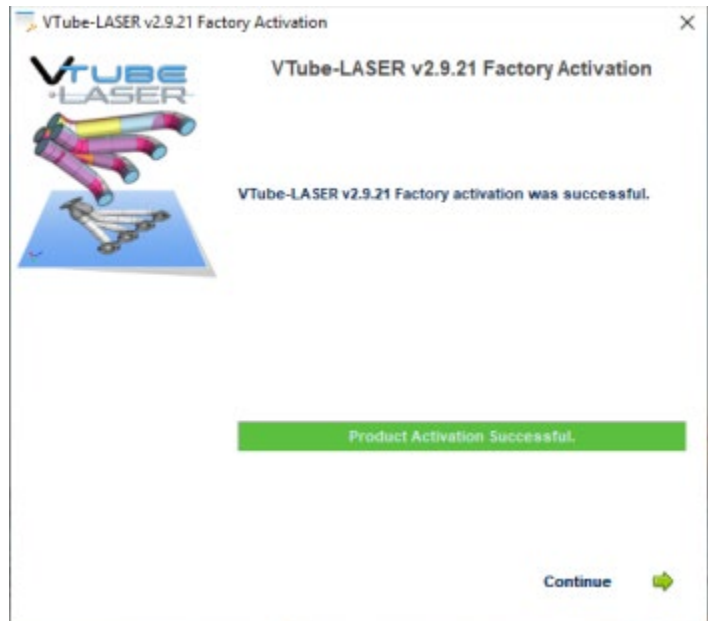 VTube-LASER v2.9.21 Factory Activation
VTUBE
•LASER
VTube-LASER v2.9.21 Factory Activation
VTube-LASER v2.9.21 Factory activation was successful.
Product Activation Successful.
Continue